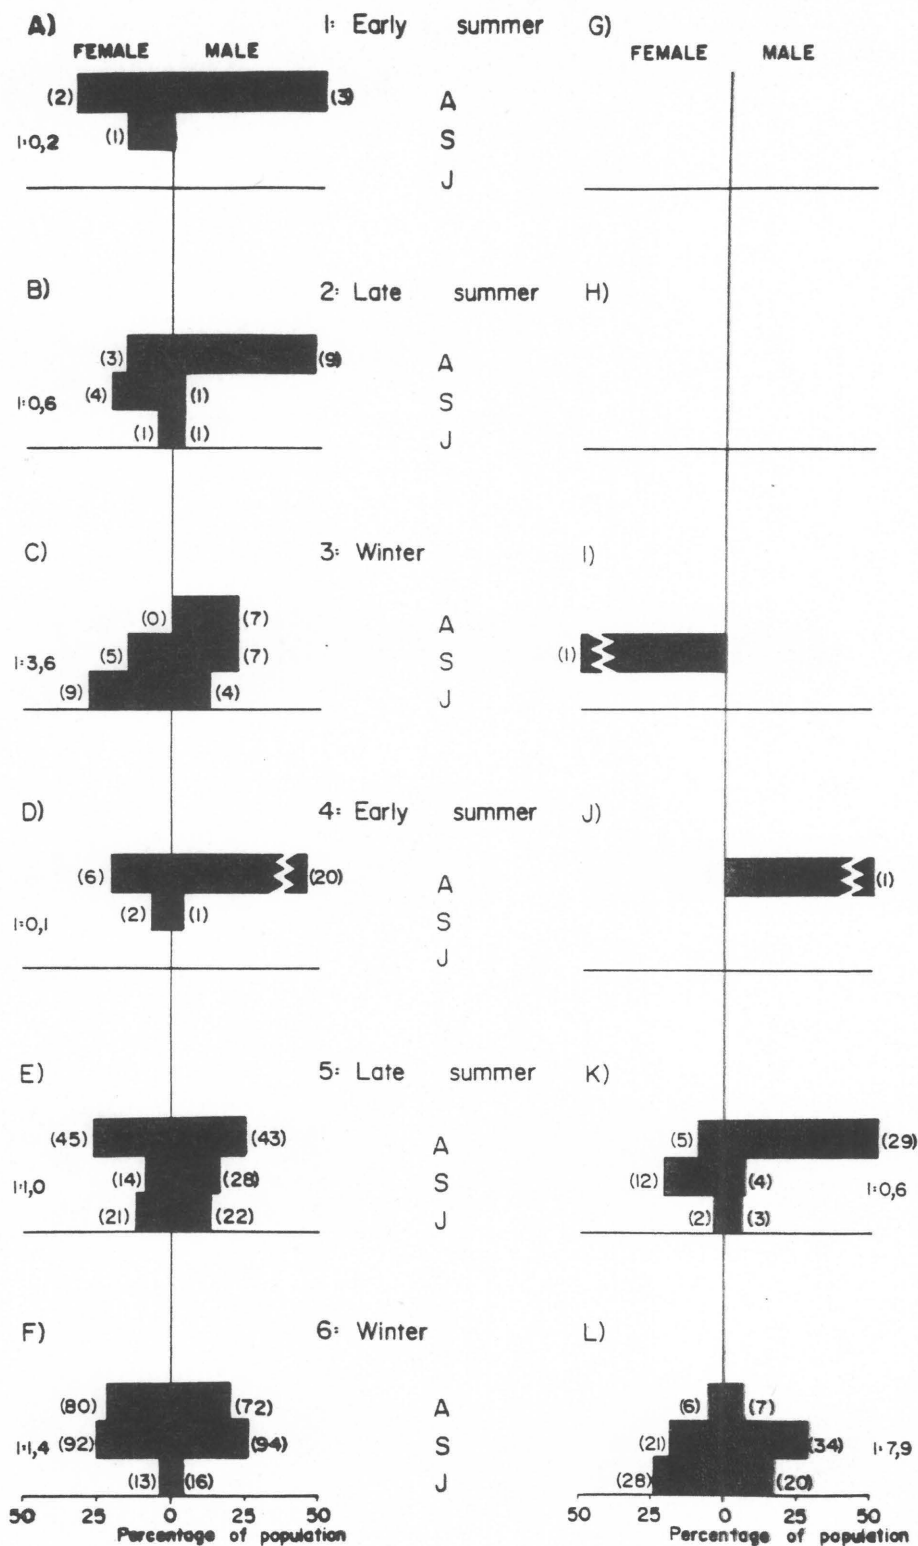 A) 1: Early summer G)
FEMALE MALE FEMALE MALE
(2) (3) A
1:0,2 (1) S
J
B) 2: Late summer H)
(3) (9) A
1:0,6 (4) (1) S
(1) (1) J
C) 3: Winter I)
(0) (7) A
1:3,6 (5) (7) S (1)
(9) (4) J
D) 4: Early summer J)
(6) (20) A (1)
1:0,1 (2) (1) S
J
E) 5: Late summer K)
(45) (43) A (5) (29)
1:1,0 (14) (28) S (12) (4) 1:0,6
(21) (22) J (2) (3)
F) 6: Winter L)
(80) (72) A (6) (7)
1:1,4 (92) (94) S (21) (34) 1:7,9
(13) (16) J (28) (20)
50 25 0 25 50 50 25 0 25 50
Percentage of population Percentage of population